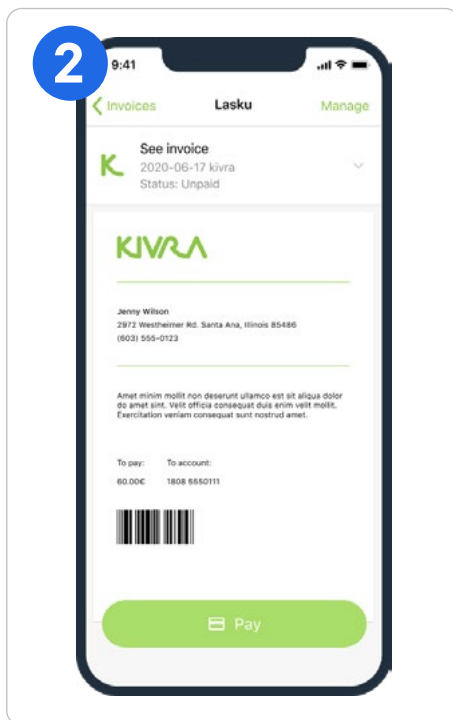 2
9:41
Invoices Lasku Manage
See invoice
2020-06-17 kivra
Status: Unpaid
KIVRA
Jenny Wilson
2972 Westheimer Rd. Santa Ana, Illinois 85486
(603) 555-0123
Amet minim mollit non deserunt ullamco est sit aliqua dolor
do amet sint. Velit officia consequat duis enim velit mollit.
Exercitation veniam consequat sunt nostrud amet.
To pay: To account:
60.00€ 1808 5550111
Pay